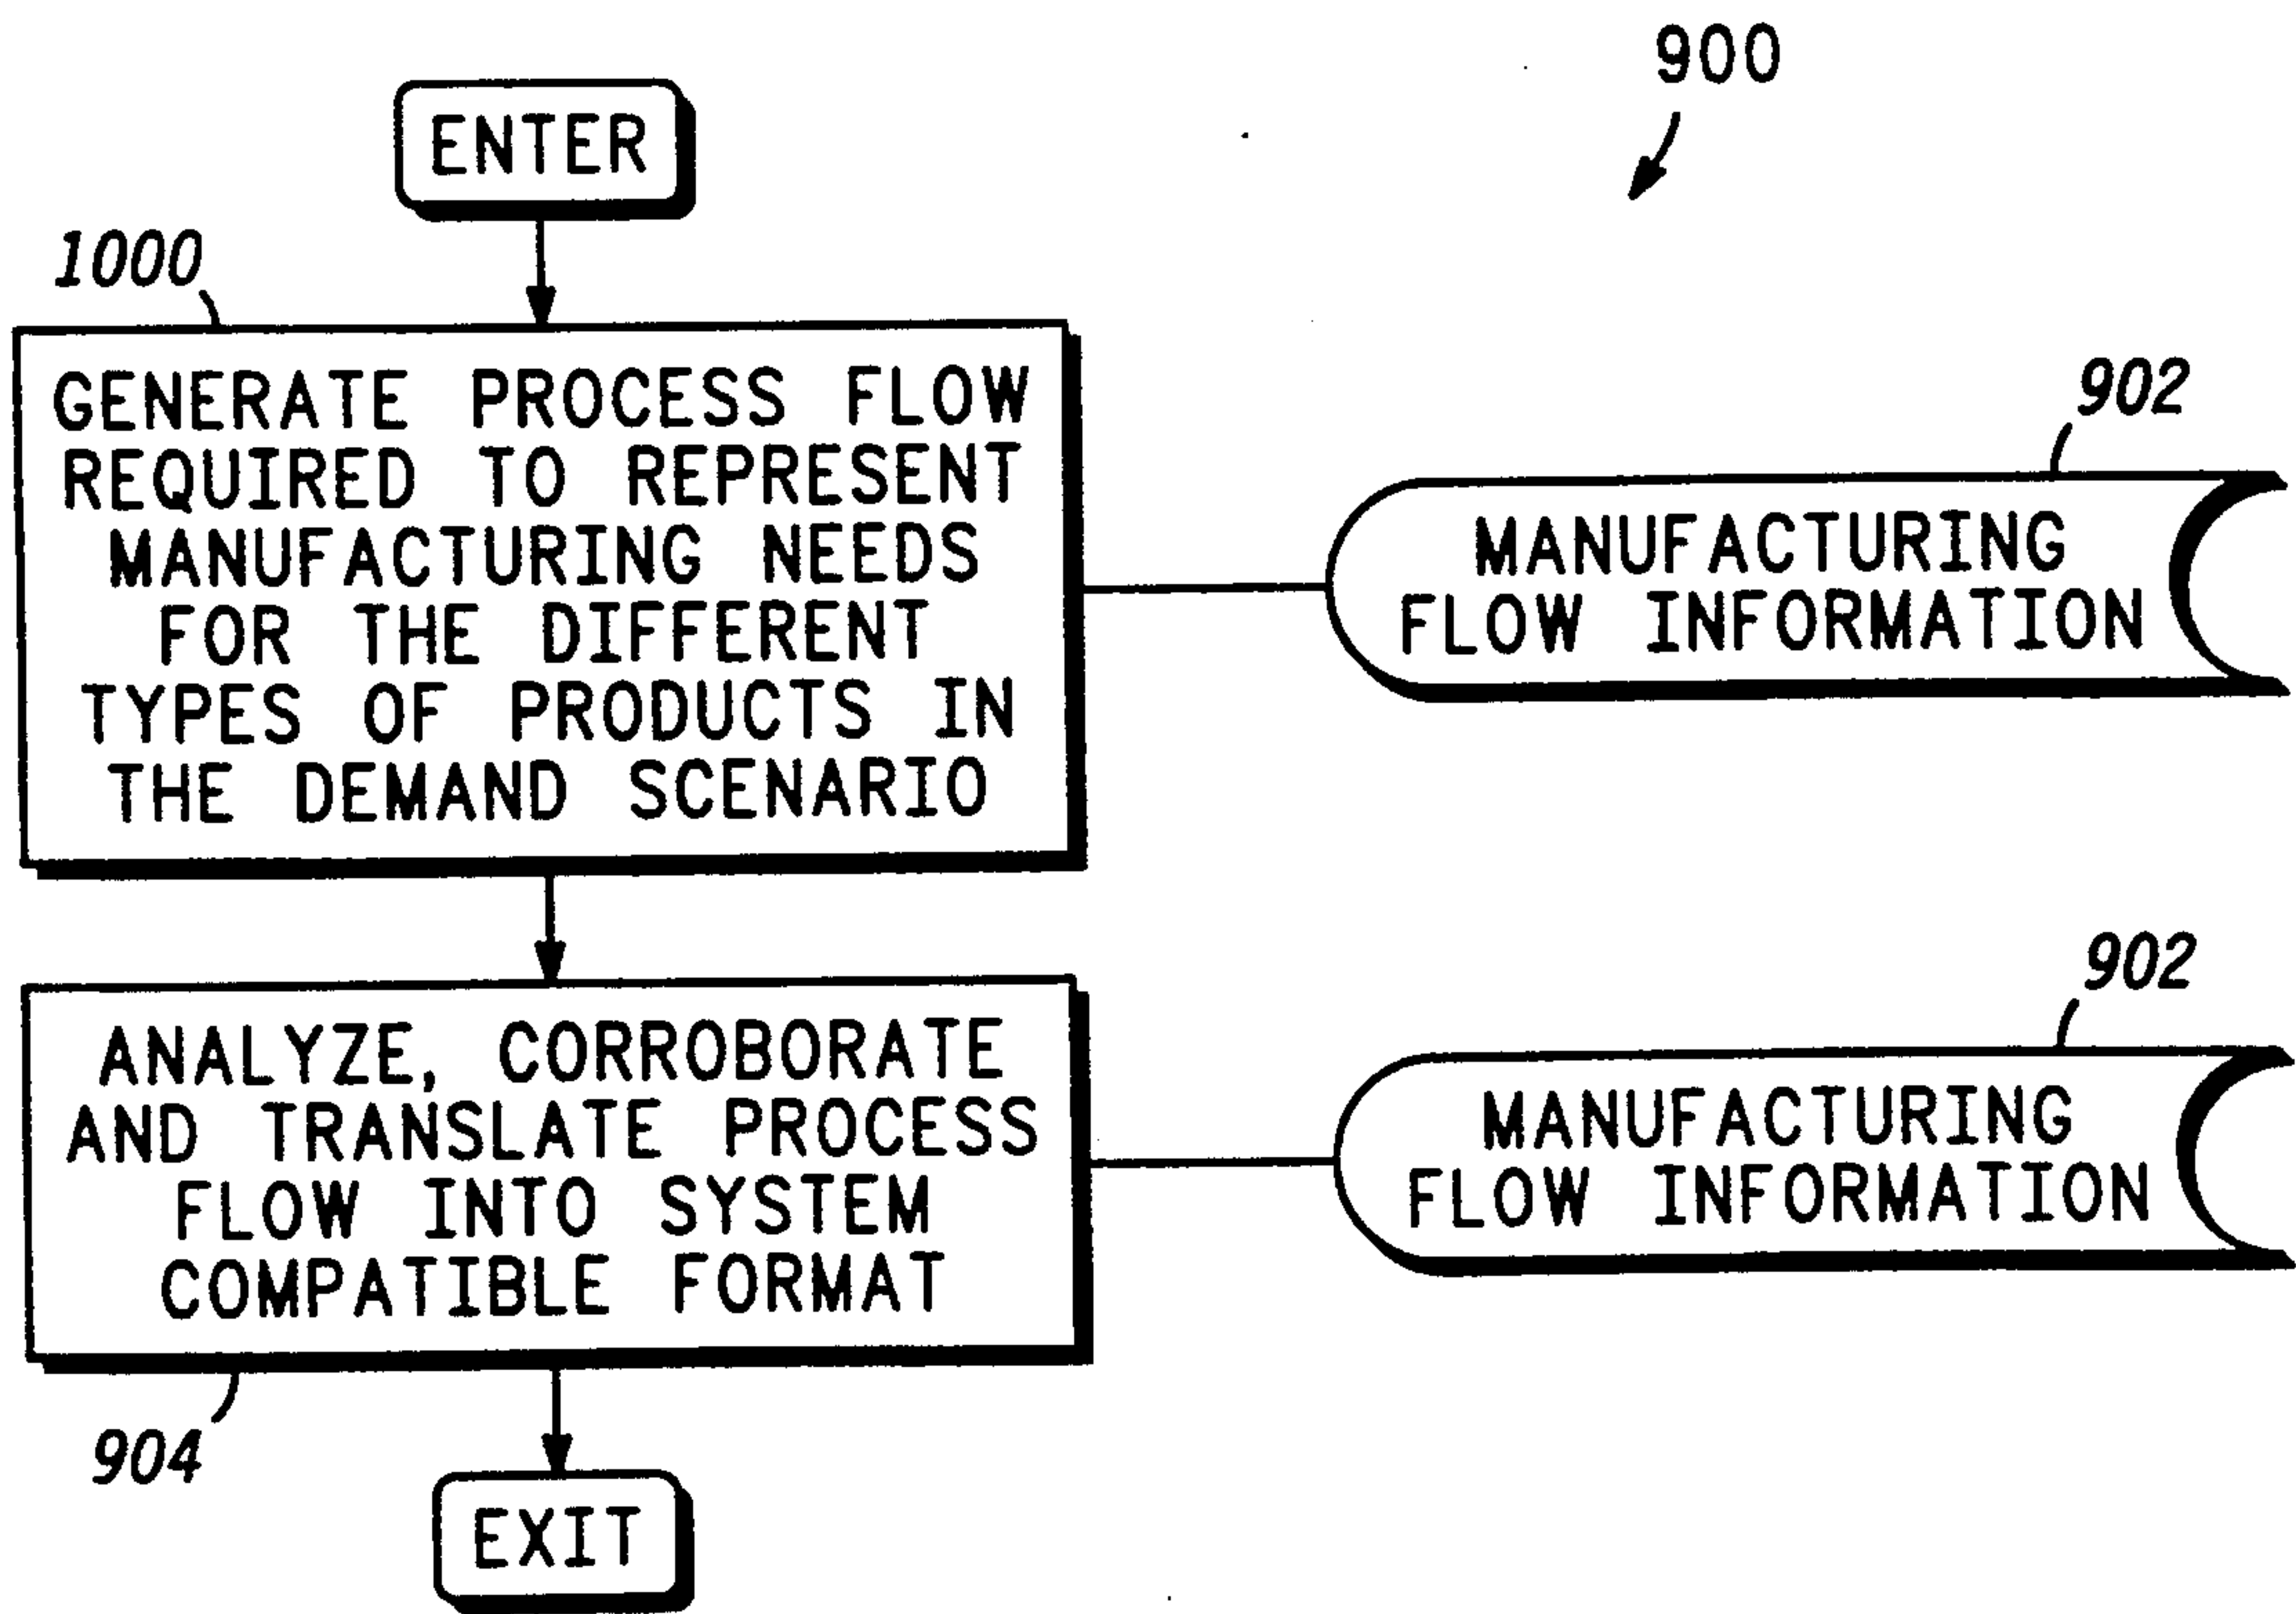 900
ENTER
1000
GENERATE PROCESS FLOW
REQUIRED TO REPRESENT
MANUFACTURING NEEDS
FOR THE DIFFERENT
TYPES OF PRODUCTS IN
THE DEMAND SCENARIO
902
MANUFACTURING
FLOW INFORMATION
ANALYZE, CORROBORATE
AND TRANSLATE PROCESS
FLOW INTO SYSTEM
COMPATIBLE FORMAT
904
902
MANUFACTURING
FLOW INFORMATION
EXIT